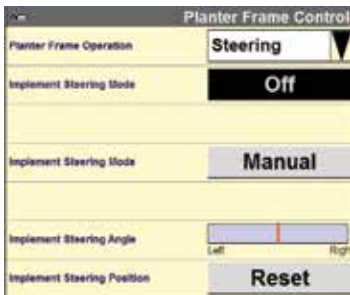 Planter Frame Control
Planter Frame Operation
Steering
Implement Steering Mode
Off
Implement Steering Mode
Manual
Implement Steering Angle
Left
Right
Implement Steering Position
Reset